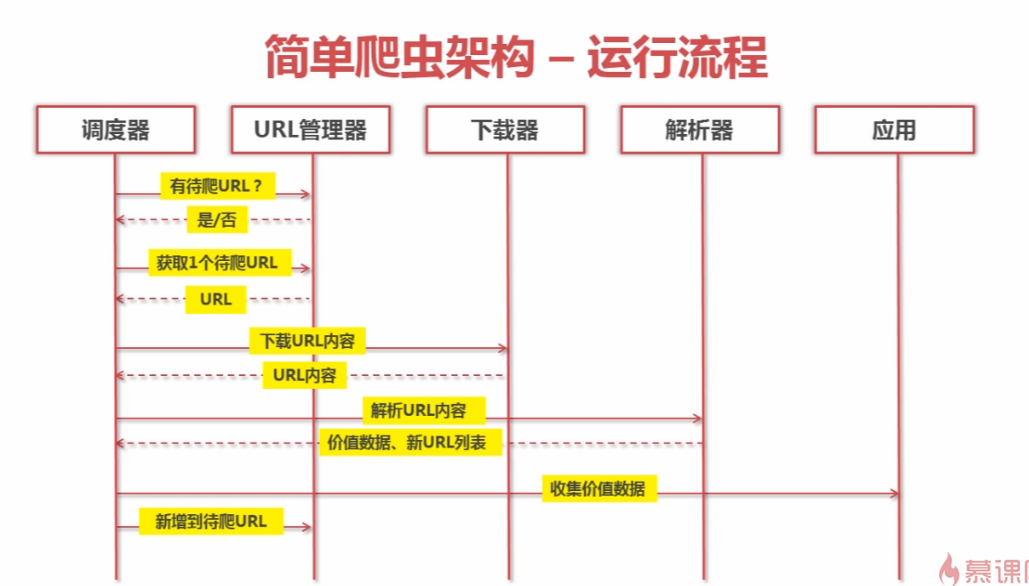 简单爬虫架构 – 运行流程
调度器
URL管理器
下载器
解析器
应用
有待爬URL？
是/否
获取1个待爬URL
URL
下载URL内容
URL内容
解析URL内容
价值数据、新URL列表
收集价值数据
新增到待爬URL
慕课